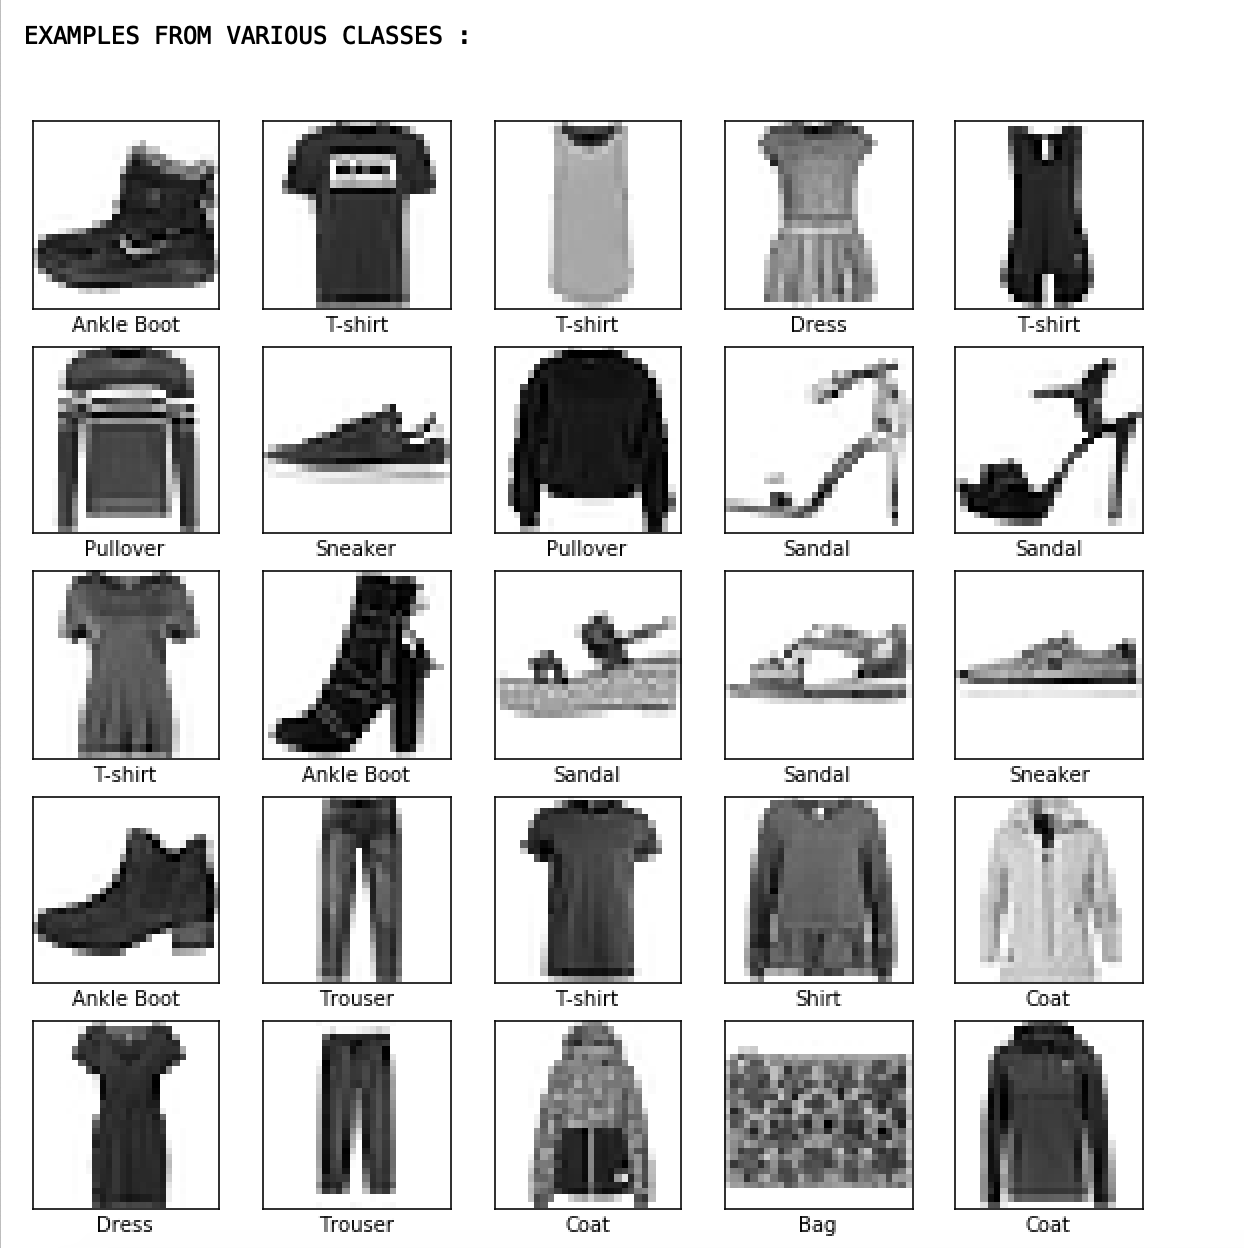 EXAMPLES FROM VARIOUS CLASSES :
Ankle Boot T-shirt T-shirt Dress T-shirt
Pullover Sneaker Pullover Sandal Sandal
T-shirt Ankle Boot Sandal Sandal Sneaker
Ankle Boot Trouser T-shirt Shirt Coat
Dress Trouser Coat Bag Coat